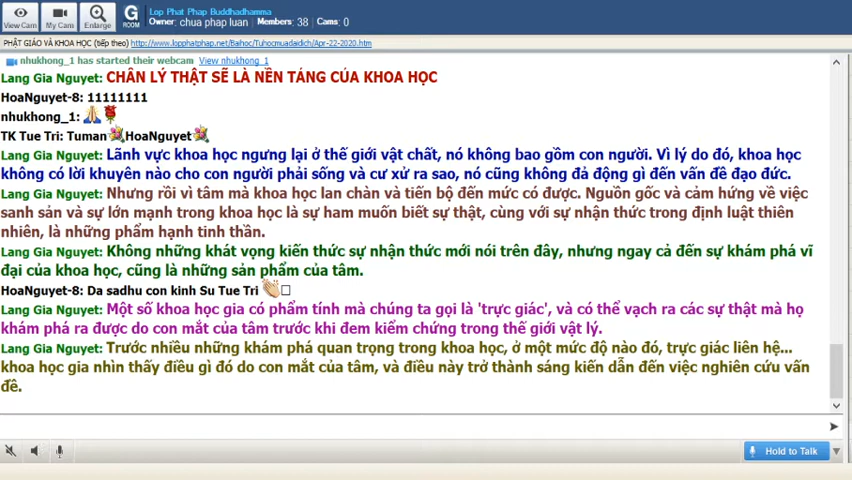 Lop Phat Phap Buddhadhamma
Owner: chua phap luan   Members: 38   Cams: 0
View Cam   My Cam   Enlarge   G ROOM
PHẬT GIÁO VÀ KHOA HỌC (tiếp theo) http://www.lopphatphap.net/Baihoc/Tuhocmuadaidich/Apr-22-2020.htm
nhukhong_1 has started their webcam   View nhukhong_1
Lang Gia Nguyet: CHÂN LÝ THẬT SẼ LÀ NỀN TẢNG CỦA KHOA HỌC
HoaNguyet-8: 11111111
nhukhong_1: 🙏🌹
TK Tue Tri: Tuman💐HoaNguyet💐
Lang Gia Nguyet: Lãnh vực khoa học ngưng lại ở thế giới vật chất, nó không bao gồm con người. Vì lý do đó, khoa học
không có lời khuyên nào cho con người phải sống và cư xử ra sao, nó cũng không đả động gì đến vấn đề đạo đức.
Lang Gia Nguyet: Nhưng rồi vì tâm mà khoa học lan chàn và tiến bộ đến mức có được. Nguồn gốc và cảm hứng về việc
sanh sản và sự lớn mạnh trong khoa học là sự ham muốn biết sự thật, cùng với sự nhận thức trong định luật thiên
nhiên, là những phẩm hạnh tinh thần.
Lang Gia Nguyet: Không những khát vọng kiến thức sự nhận thức mới nói trên đây, nhưng ngay cả đến sự khám phá vĩ
đại của khoa học, cũng là những sản phẩm của tâm.
HoaNguyet-8: Da sadhu con kinh Su Tue Tri 👏□
Lang Gia Nguyet: Một số khoa học gia có phẩm tính mà chúng ta gọi là 'trực giác', và có thể vạch ra các sự thật mà họ
khám phá ra được do con mắt của tâm trước khi đem kiểm chứng trong thế giới vật lý.
Lang Gia Nguyet: Trước nhiều những khám phá quan trọng trong khoa học, ở một mức độ nào đó, trực giác liên hệ...
khoa học gia nhìn thấy điều gì đó do con mắt của tâm, và điều này trở thành sáng kiến dẫn đến việc nghiên cứu vấn
đề.
Hold to Talk